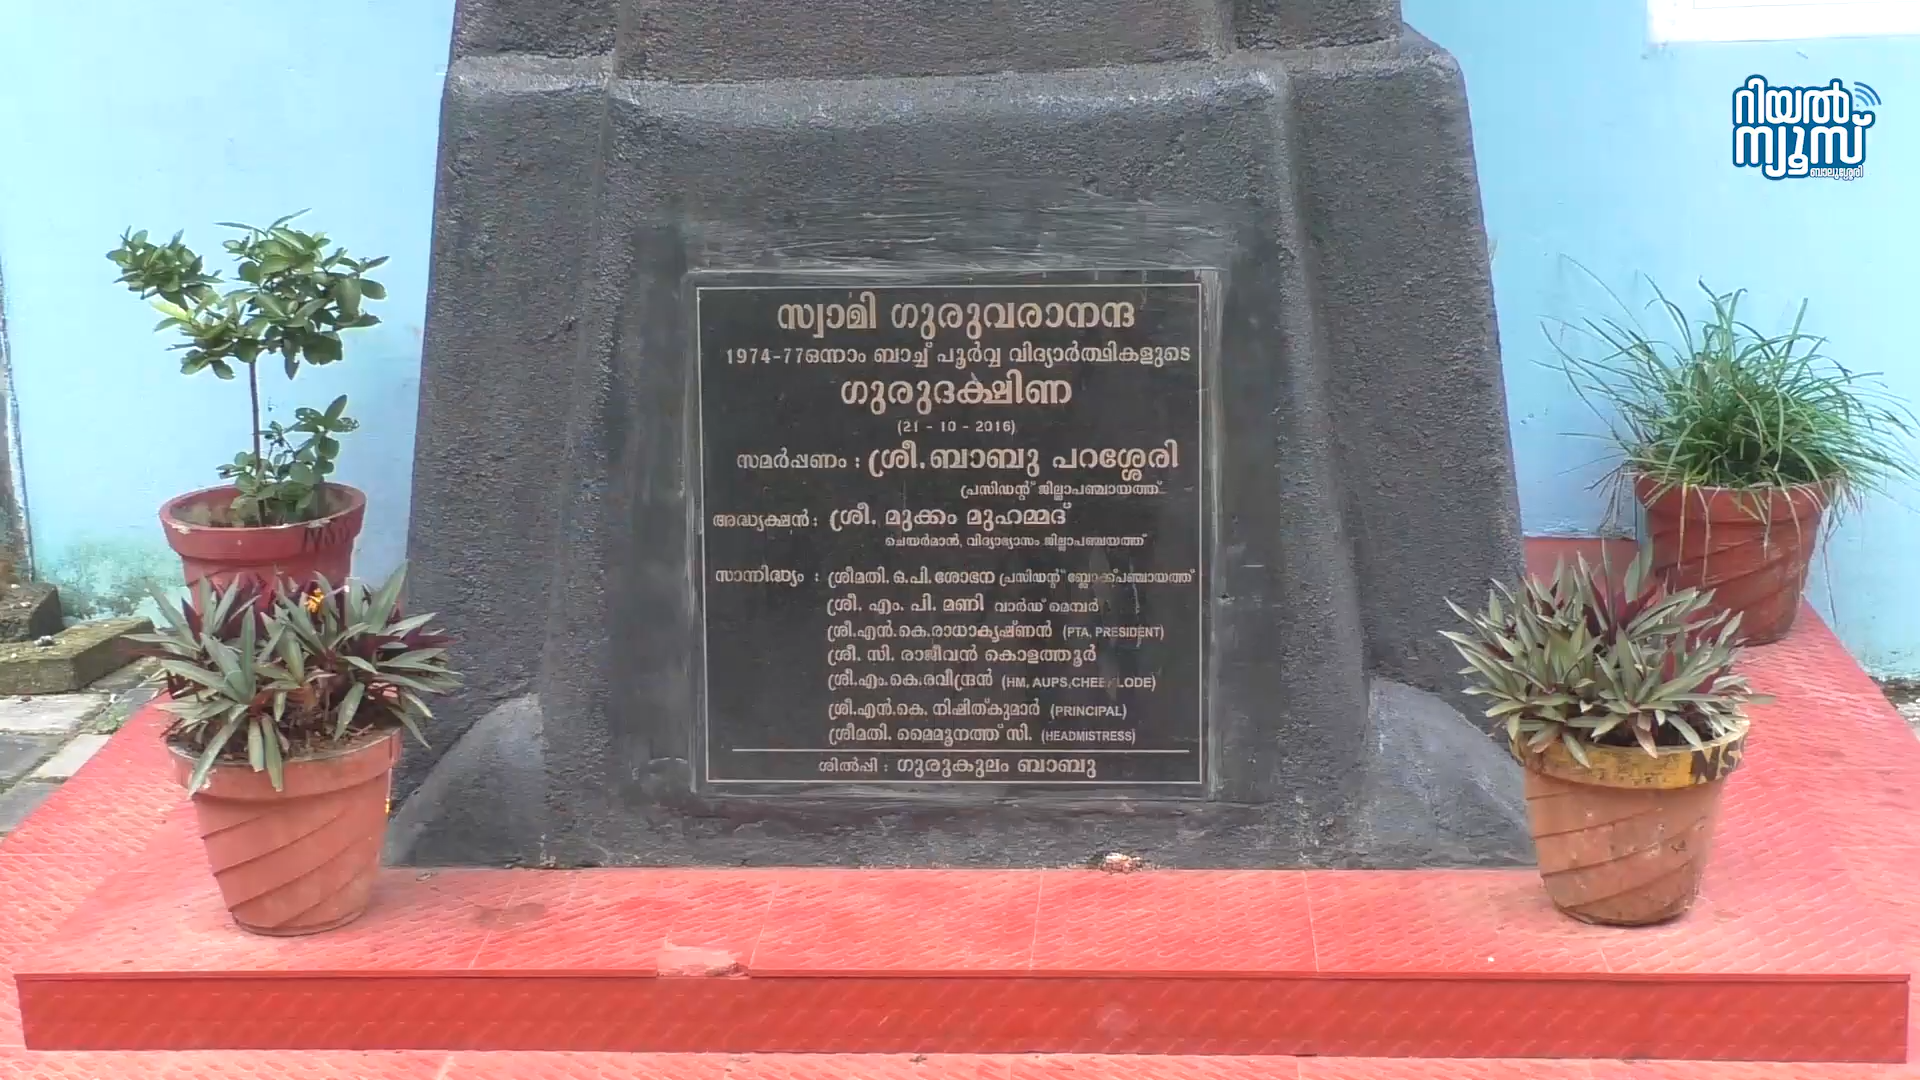 റിയൽ
ന്യൂസ്
ബാലുശ്ശേരി
സ്വാമി ഗുരുവരാനന്ദ
1974-77ഒന്നാം ബാച്ച് പൂർവ്വ വിദ്യാർത്ഥികളുടെ
ഗുരുദക്ഷിണ
(21 - 10 - 2016)
സമർപ്പണം : ശ്രീ.ബാബു പറശ്ശേരി
പ്രസിഡന്റ് ജില്ലാപഞ്ചായത്ത്
അദ്ധ്യക്ഷൻ : ശ്രീ. മുക്കം മുഹമ്മദ്
ചെയർമാൻ, വിദ്യാഭ്യാസം ജില്ലാപഞ്ചയത്ത്
സാന്നിദ്ധ്യം : ശ്രീമതി. ഒ.പി.ശോഭന പ്രസിഡന്റ് ബ്ലോക്ക്പഞ്ചായത്ത്
ശ്രീ. എം. പി. മണി വാർഡ് മെമ്പർ
ശ്രീ.എൻ.കെ.രാധാകൃഷ്ണൻ (PTA, PRESIDENT)
ശ്രീ. സി. രാജീവൻ കൊളത്തൂർ
ശ്രീ.എം.കെ.രവീന്ദ്രൻ (HM, AUPS,
ശ്രീ.എൻ.കെ. നിഷിത്കുമാർ (PRINCIPAL)
ശ്രീമതി. മൈമൂനത്ത് സി. (HEADMISTRESS)
ശിൽപ്പി : ഗുരുകുലം ബാബു